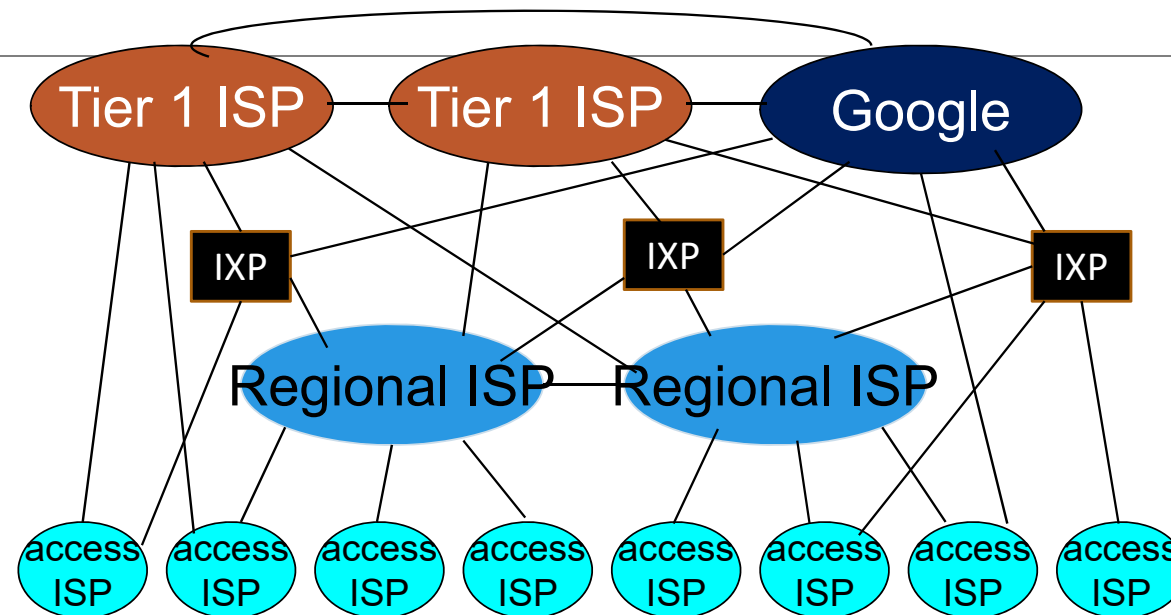 Tier 1 ISP
Tier 1 ISP
Google
IXP
IXP
IXP
Regional ISP
Regional ISP
access
ISP
access
ISP
access
ISP
access
ISP
access
ISP
access
ISP
access
ISP
access
ISP